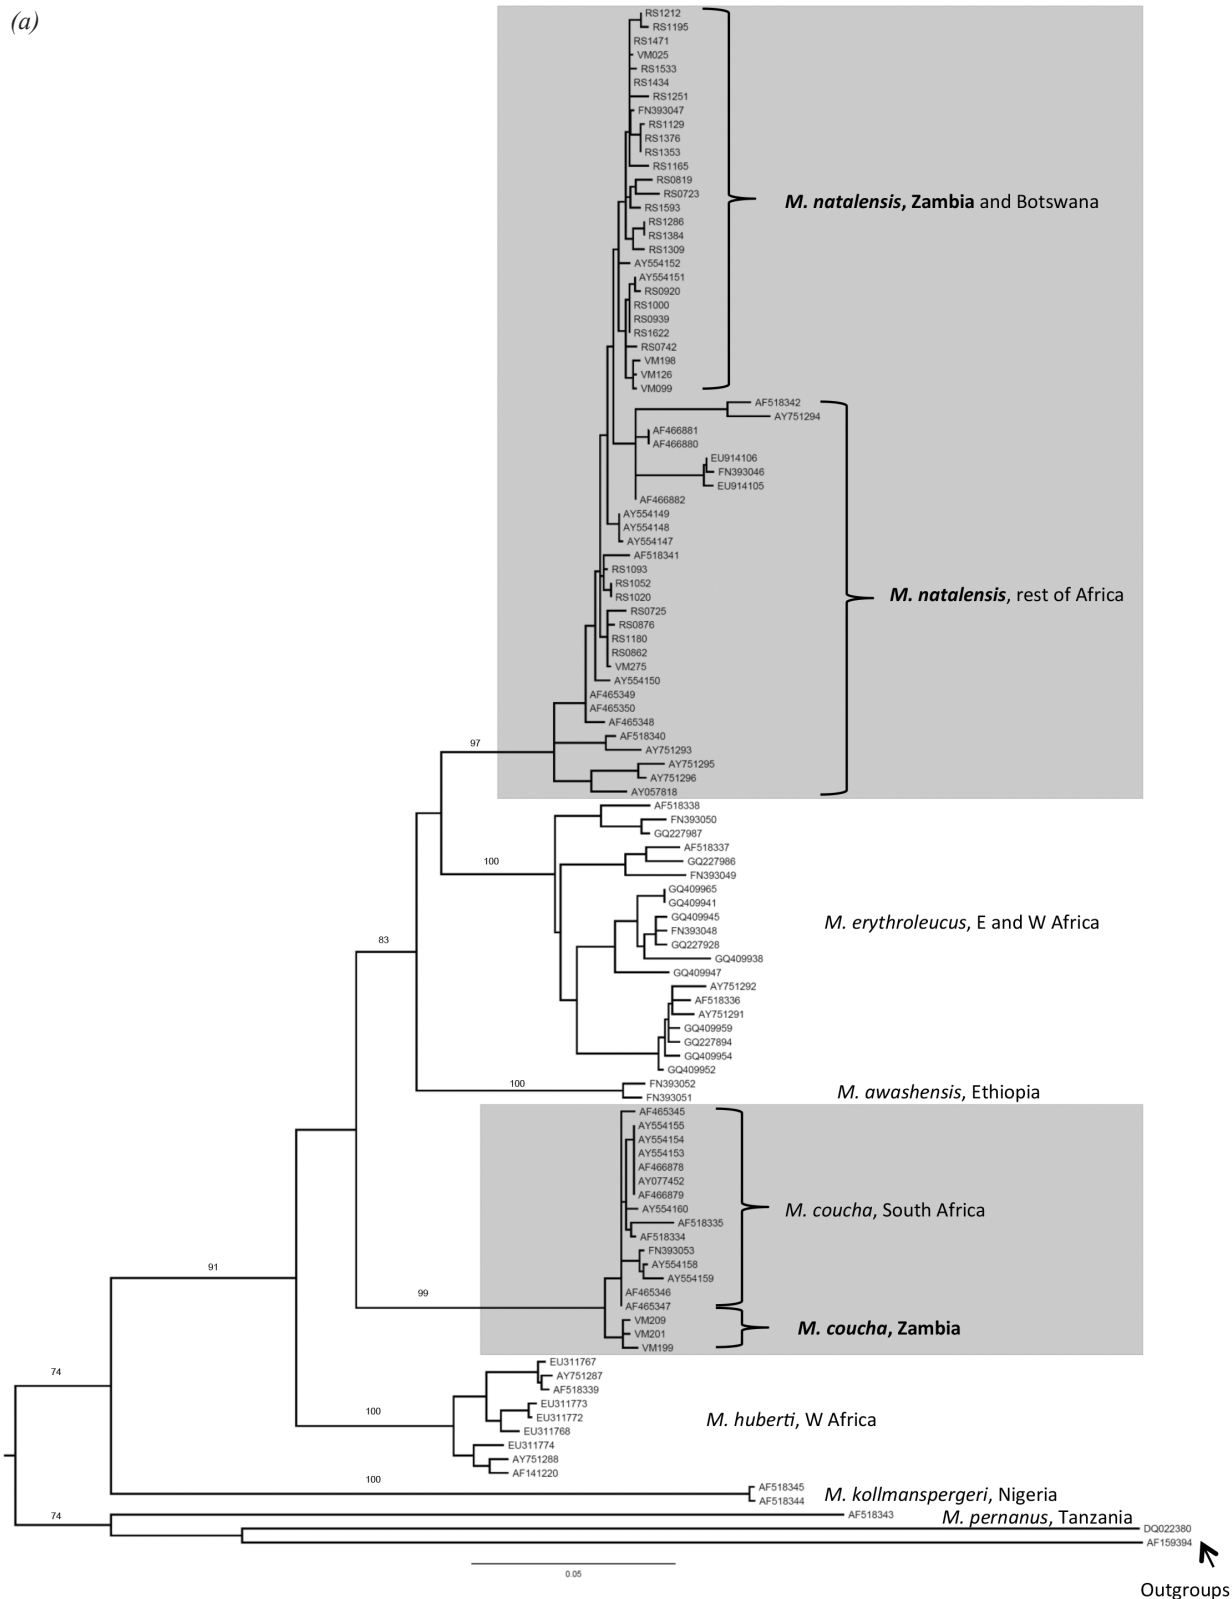 (a)
RS1212
RS1195
RS1471
VM025
RS1533
RS1434
RS1251
FN393047
RS1129
RS1376
RS1353
RS1165
RS0819
RS0723
M. natalensis, Zambia and Botswana
RS1593
RS1286
RS1384
RS1309
AY554152
AY554151
RS0920
RS1000
RS0939
RS1622
RS0742
VM198
VM126
VM099
AF518342
AY751294
AF466881
AF466880
EU914106
FN393046
EU914105
AF466882
AY554149
AY554148
AY554147
AF518341
RS1093
RS1052
RS1020
M. natalensis, rest of Africa
RS0725
RS0876
RS1180
RS0862
VM275
AY554150
AF465349
AF465350
AF465348
AF518340
97
AY751293
AY751295
AY751296
AY057818
AF518338
FN393050
GQ227987
AF518337
100
GQ227986
FN393049
GQ409965
GQ409941
GQ409945
M. erythroleucus, E and W Africa
FN393048
83
GQ227928
GQ409938
GQ409947
AY751292
AF518336
AY751291
GQ409959
GQ227894
GQ409954
GQ409952
100
FN393052
M. awashensis, Ethiopia
FN393051
AF465345
AY554155
AY554154
AY554153
AF466878
AY077452
AF466879
AY554160
M. coucha, South Africa
AF518335
AF518334
FN393053
AY554158
91
AY554159
99
AF465346
AF465347
VM209
M. coucha, Zambia
VM201
VM199
EU311767
74
AY751287
AF518339
EU311773
100
EU311772
M. huberti, W Africa
EU311768
EU311774
AY751288
AF141220
100
AF518345
M. kollmanspergeri, Nigeria
AF518344
74
AF518343
M. pernanus, Tanzania
DQ022380
AF159394
0.05
Outgroups